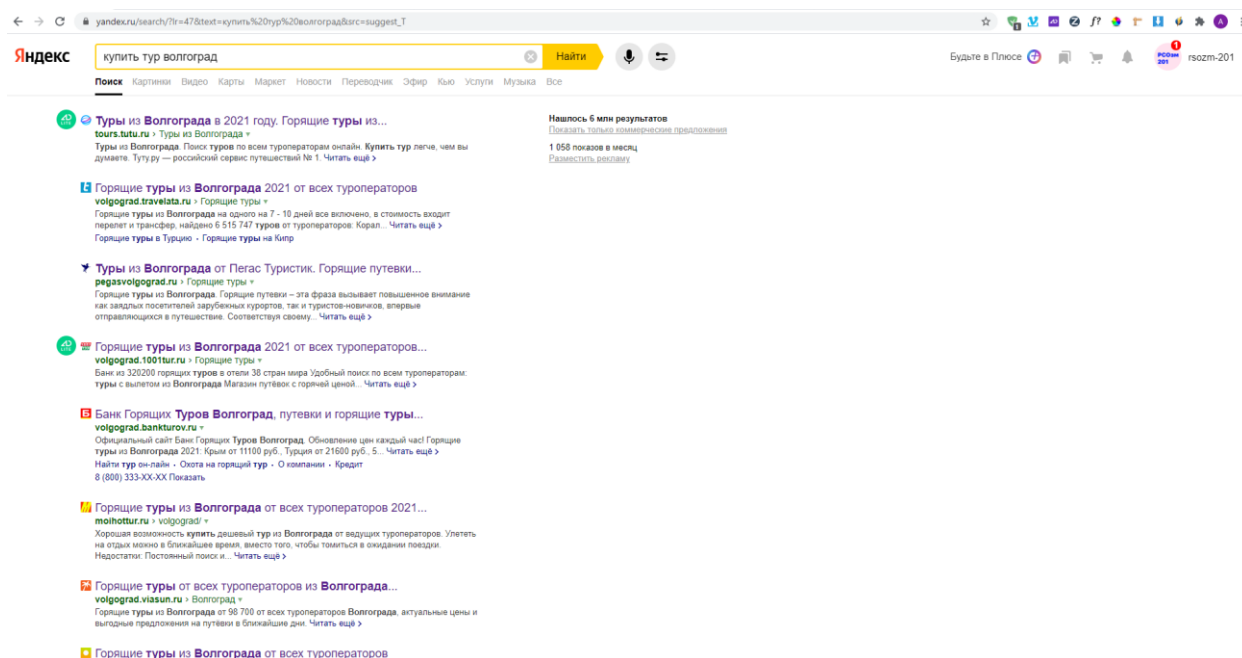 yandex.ru/search/?lr=47&text=купить%20тур%20волгоград&src=suggest_T
Яндекс
купить тур волгоград
Найти
Будьте в Плюсе
1
РСОзм 201
rsozm-201
Поиск Картинки Видео Карты Маркет Новости Переводчик Эфир Кью Услуги Музыка Все
Туры из Волгограда в 2021 году. Горящие туры из...
tours.tutu.ru › Туры из Волгограда
Туры из Волгограда. Поиск туров по всем туроператорам онлайн. Купить тур легче, чем вы
думаете. Туту.ру — российский сервис путешествий № 1. Читать ещё ›
Горящие туры из Волгограда 2021 от всех туроператоров
volgograd.travelata.ru › Горящие туры
Горящие туры из Волгограда на одного на 7 - 10 дней все включено, в стоимость входит
перелет и трансфер, найдено 6 515 747 туров от туроператоров: Корал... Читать ещё ›
Горящие туры в Турцию · Горящие туры на Кипр
Туры из Волгограда от Пегас Туристик. Горящие путевки...
pegasvolgograd.ru › Горящие туры
Горящие туры из Волгограда. Горящие путевки – эта фраза вызывает повышенное внимание
как заядлых посетителей зарубежных курортов, так и туристов-новичков, впервые
отправляющихся в путешествие. Соответствуя своему... Читать ещё ›
Горящие туры из Волгограда 2021 от всех туроператоров...
volgograd.1001tur.ru › Горящие туры
Банк из 320200 горящих туров в отели 38 стран мира Удобный поиск по всем туроператорам:
туры с вылетом из Волгограда Магазин путёвок с горячей ценой... Читать ещё ›
Банк Горящих Туров Волгоград, путевки и горящие туры...
volgograd.bankturov.ru
Официальный сайт Банк Горящих Туров Волгоград. Обновление цен каждый час! Горящие
туры из Волгограда 2021: Крым от 11100 руб., Турция от 21600 руб., 5... Читать ещё ›
Найти тур он-лайн · Охота на горящий тур · О компании · Кредит
8 (800) 333-XX-XX Показать
Горящие туры из Волгограда от всех туроператоров 2021...
moihottur.ru › volgograd/
Хорошая возможность купить дешевый тур из Волгограда от ведущих туроператоров. Улететь
на отдых можно в ближайшее время, вместо того, чтобы томиться в ожидании поездки.
Недостатки: Постоянный поиск и... Читать ещё ›
Горящие туры от всех туроператоров из Волгограда...
volgograd.viasun.ru › Волгоград
Горящие туры из Волгограда от 98 700 от всех туроператоров Волгограда, актуальные цены и
выгодные предложения на путёвки в ближайшие дни. Читать ещё ›
Горящие туры из Волгограда от всех туроператоров
Нашлось 6 млн результатов
Показать только коммерческие предложения
1 058 показов в месяц
Разместить рекламу